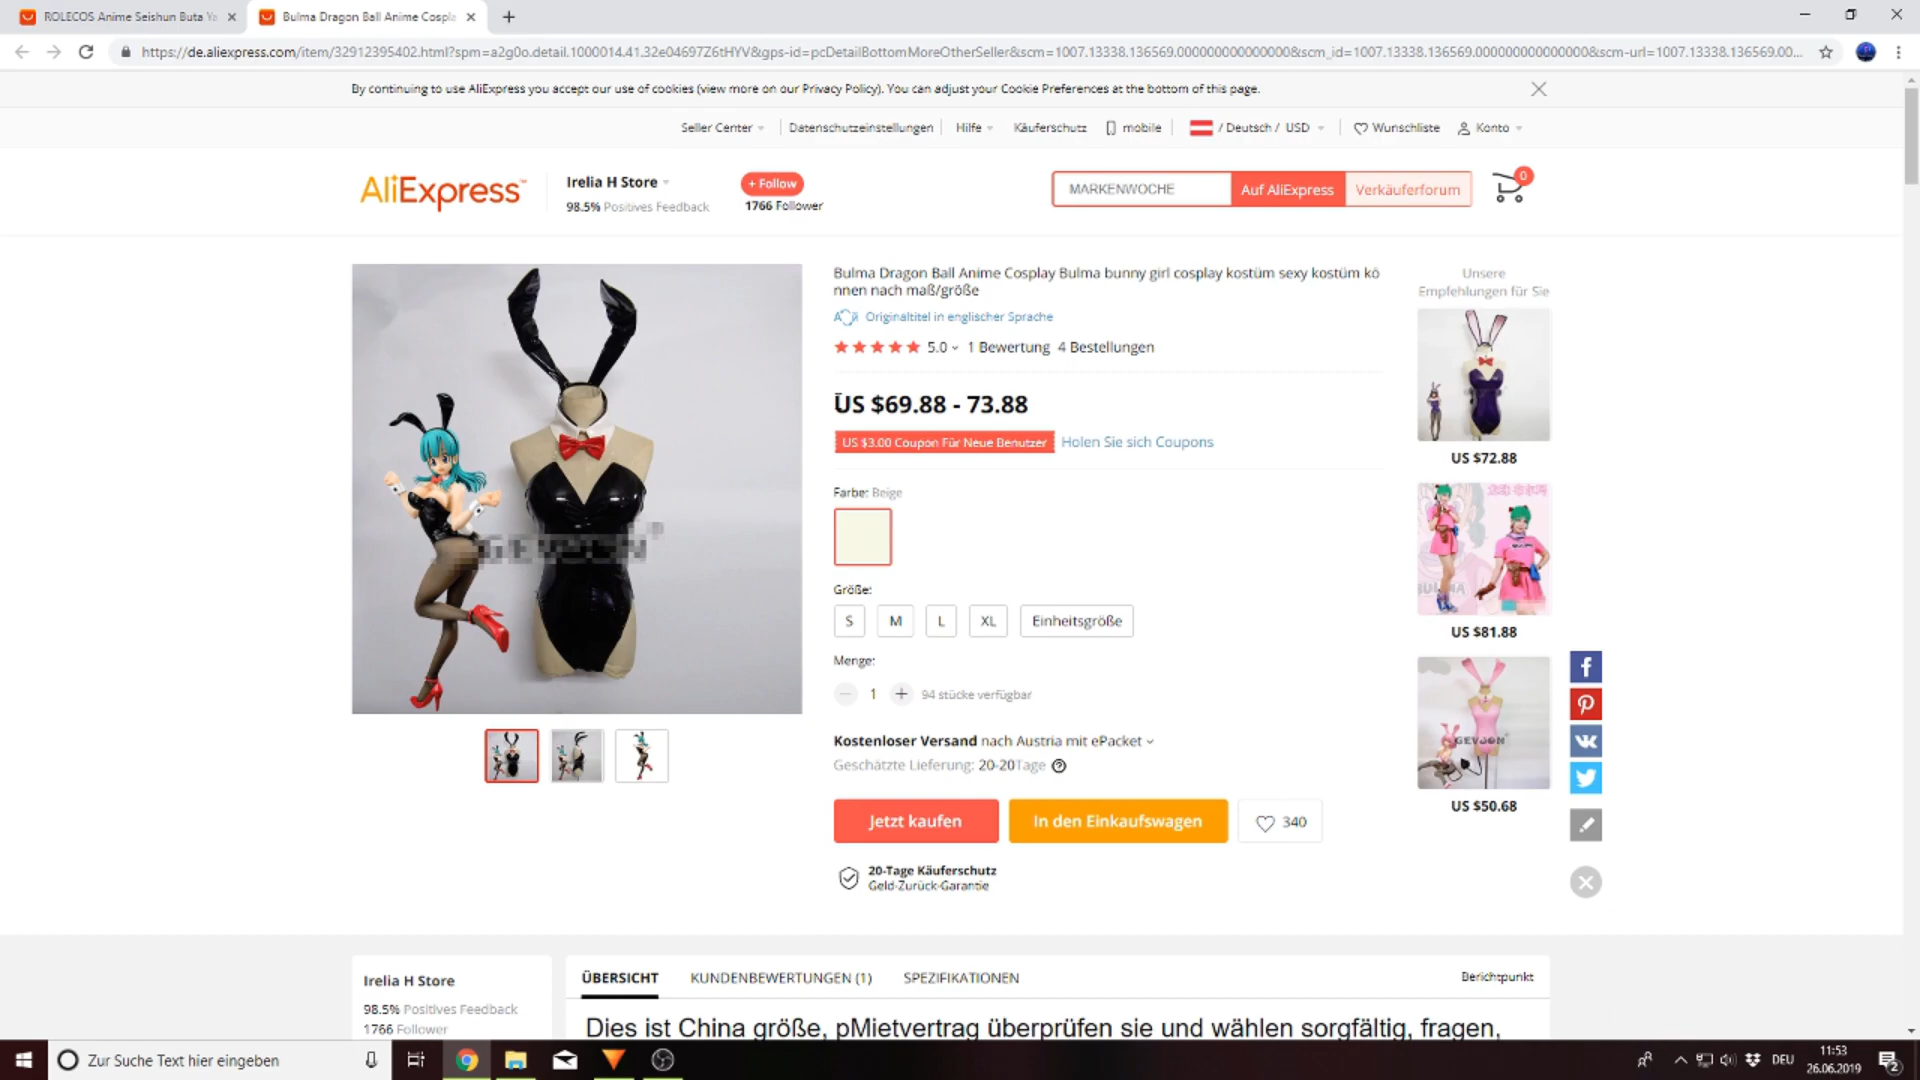 ROLECOS Anime Seishun Buta Ya
Bulma Dragon Ball Anime Cospla
https://de.aliexpress.com/item/32912395402.html?spm=a2g0o.detail.1000014.41.32e04697Z6tHYV&gps-id=pcDetailBottomMoreOtherSeller&scm=1007.13338.136569.000000000000000&scm_id=1007.13338.136569.000000000000000&scm-url=1007.13338.136569.00...
By continuing to use AliExpress you accept our use of cookies (view more on our Privacy Policy). You can adjust your Cookie Preferences at the bottom of this page.
Seller Center Datenschutzeinstellungen Hilfe Käuferschutz mobile / Deutsch / USD Wunschliste Konto
AliExpress™
Irelia H Store
98.5% Positives Feedback
+ Follow
1766 Follower
MARKENWOCHE Auf AliExpress Verkäuferforum
0
Bulma Dragon Ball Anime Cosplay Bulma bunny girl cosplay kostüm sexy kostüm kö
nnen nach maß/größe
Originaltitel in englischer Sprache
5.0 1 Bewertung 4 Bestellungen
US $69.88 - 73.88
US $3.00 Coupon Für Neue Benutzer Holen Sie sich Coupons
Farbe: Beige
Größe:
S M L XL Einheitsgröße
Menge:
1 + 94 stücke verfügbar
Kostenloser Versand nach Austria mit ePacket
Geschätzte Lieferung: 20-20Tage
Jetzt kaufen In den Einkaufswagen 340
20-Tage Käuferschutz
Geld-Zurück-Garantie
Unsere
Empfehlungen für Sie
US $72.88
US $81.88
GEVJON
US $50.68
Irelia H Store
98.5% Positives Feedback
1766 Follower
ÜBERSICHT KUNDENBEWERTUNGEN (1) SPEZIFIKATIONEN Berichtpunkt
Dies ist China größe, pMietvertrag überprüfen sie und wählen sorgfältig, fragen,
Zur Suche Text hier eingeben
DEU
11:53
26.06.2019
2